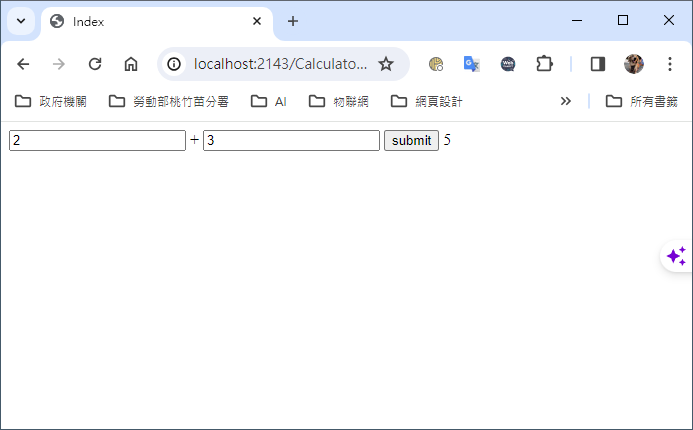 Index
localhost:2143/Calculato...
政府機關 勞動部桃竹苗分署 AI 物聯網 網頁設計 所有書籤
2 + 3 submit 5